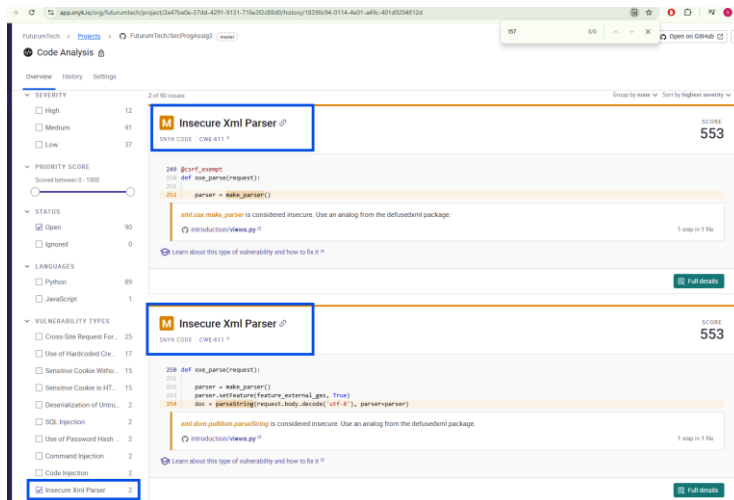 app.snyk.io/org/futurumtech/project/2a47ba0e-57dd-4291-9131-716e3f2c88d0/history/18390c94-0114-4e01-a49c-401d9204812d
157
0/0
FuturumTech > Projects > FuturumTech/SecProgAssig2 master
Open on GitHub
Code Analysis
Overview History Settings
SEVERITY
High 12
Medium 41
Low 37
PRIORITY SCORE
Scored between 0 - 1000
STATUS
Open 90
Ignored 0
LANGUAGES
Python 89
JavaScript 1
VULNERABILITY TYPES
Cross-Site Request For... 25
Use of Hardcoded Cre... 17
Sensitive Cookie Witho... 15
Sensitive Cookie in HT... 15
Deserialization of Untru... 2
SQL Injection 2
Use of Password Hash ... 2
Command Injection 2
Code Injection 2
Insecure Xml Parser 2
2 of 90 issues
Group by none Sort by highest severity
M Insecure Xml Parser
SNYK CODE | CWE-611
SCORE
553
249 @csrf_exempt
250 def xxe_parse(request):
251
252 parser = make_parser()
xml.sax.make_parser is considered insecure. Use an analog from the defusedxml package.
introduction/views.py
1 step in 1 file
Learn about this type of vulnerability and how to fix it
Full details
M Insecure Xml Parser
SNYK CODE | CWE-611
SCORE
553
250 def xxe_parse(request):
251
252 parser = make_parser()
253 parser.setFeature(feature_external_ges, True)
254 doc = parseString(request.body.decode('utf-8'), parser=parser)
xml.dom.pulldom.parseString is considered insecure. Use an analog from the defusedxml package.
introduction/views.py
1 step in 1 file
Learn about this type of vulnerability and how to fix it
Full details